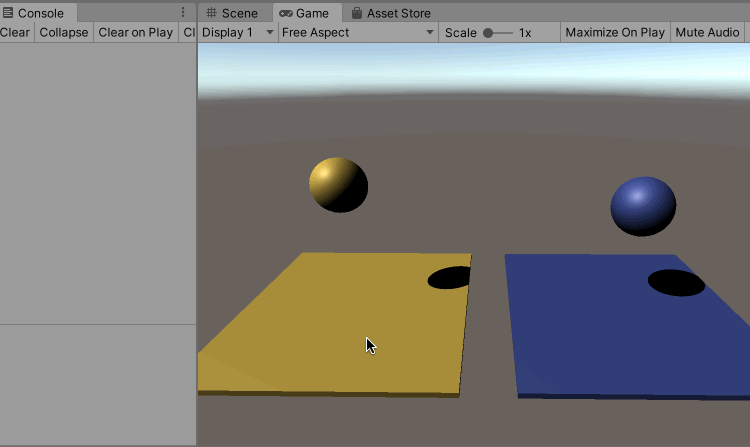 Console
Scene
Game
Asset Store
Clear
Collapse
Clear on Play
Cl
Display 1
Free Aspect
Scale
1x
Maximize On Play
Mute Audio